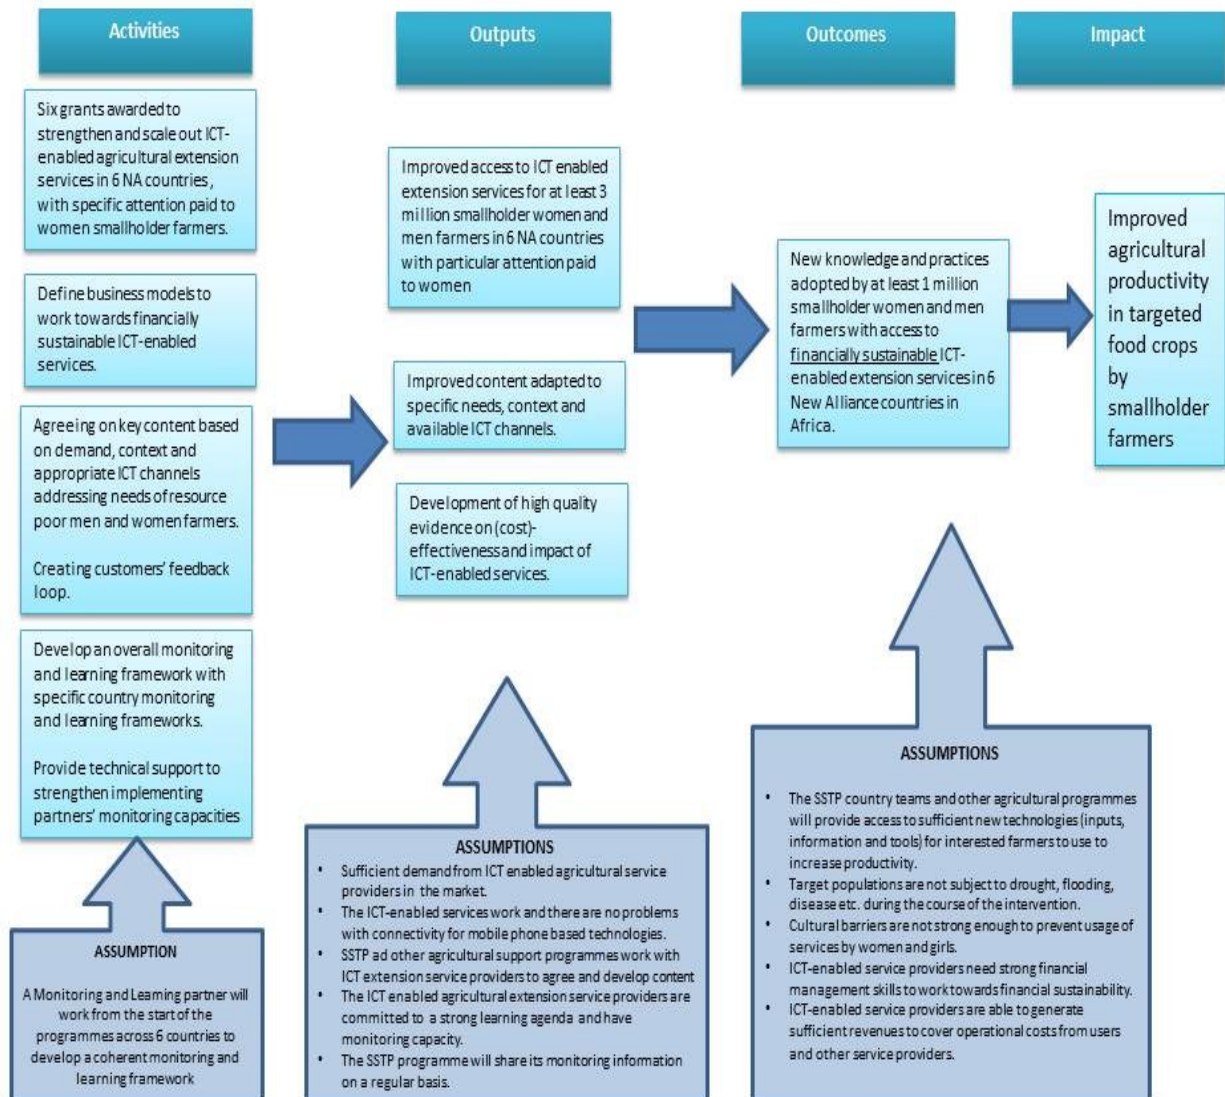 Activities
Outputs
Outcomes
Impact
Six grants awarded to
strengthen and scale out ICT-
enabled agricultural extension
services in 6 NA countries ,
with specific attention paid to
women smallholder farmers.
Define business models to
work towards financially
sustainable ICT-enabled
services.
Agreeing on key content based
on demand, context and
appropriate ICT channels
addressing needs of resource
poor men and women farmers.
Creating customers' feedback
loop.
Develop an overall monitoring
and learning framework with
specific country monitoring
and learning frameworks.
Provide technical support to
strengthen implementing
partners' monitoring capacities
Improved access to ICT enabled
extension services for at least 3
million smallholder women and
men farmers in 6 NA countries
with particular attention paid
to women
Improved content adapted to
specific needs, context and
available ICT channels.
Development of high quality
evidence on (cost)-
effectiveness and impact of
ICT-enabled services.
New knowledge and practices
adopted by at least 1 million
smallholder women and men
farmers with access to
financially sustainable ICT-
enabled extension services in 6
New Alliance countries in
Africa.
Improved
agricultural
productivity
in targeted
food crops
by
smallholder
farmers
ASSUMPTION
A Monitoring and Learning partner will
work from the start of the
programmes across 6 countries to
develop a coherent monitoring and
learning framework
ASSUMPTIONS
• Sufficient demand from ICT enabled agricultural service
providers in the market.
• The ICT-enabled services work and there are no problems
with connectivity for mobile phone based technologies.
• SSTP ad other agricultural support programmes work with
ICT extension service providers to agree and develop content
• The ICT enabled agricultural extension service providers are
committed to a strong learning agenda and have
monitoring capacity.
• The SSTP programme will share its monitoring information
on a regular basis.
ASSUMPTIONS
• The SSTP country teams and other agricultural programmes
will provide access to sufficient new technologies (inputs,
information and tools) for interested farmers to use to
increase productivity.
• Target populations are not subject to drought, flooding,
disease etc. during the course of the intervention.
• Cultural barriers are not strong enough to prevent usage of
services by women and girls.
• ICT-enabled service providers need strong financial
management skills to work towards financial sustainability.
• ICT-enabled service providers are able to generate
sufficient revenues to cover operational costs from users
and other service providers.